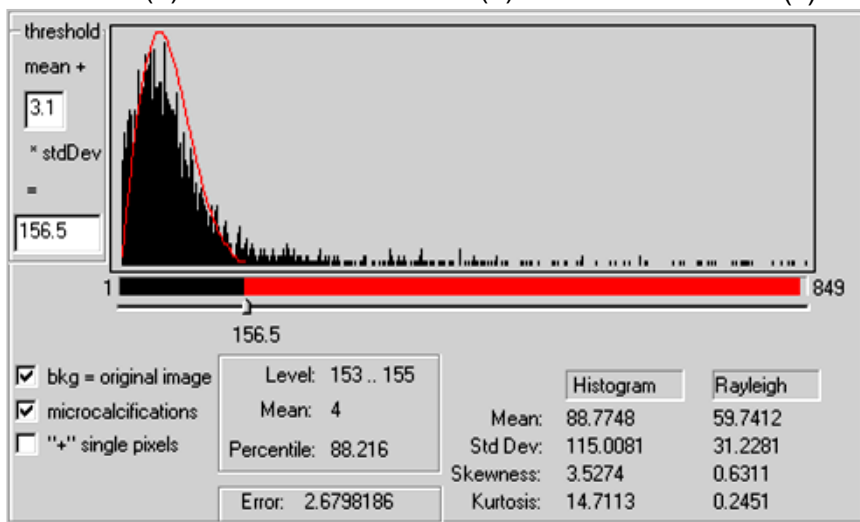 threshold
mean +
3.1
* stdDev
=
156.5
1
849
156.5
bkg = original image
microcalcifications
"+" single pixels
Level: 153 .. 155
Mean: 4
Percentile: 88.216
Error: 2.6798186
Histogram Rayleigh
Mean: 88.7748 59.7412
Std Dev: 115.0081 31.2281
Skewness: 3.5274 0.6311
Kurtosis: 14.7113 0.2451